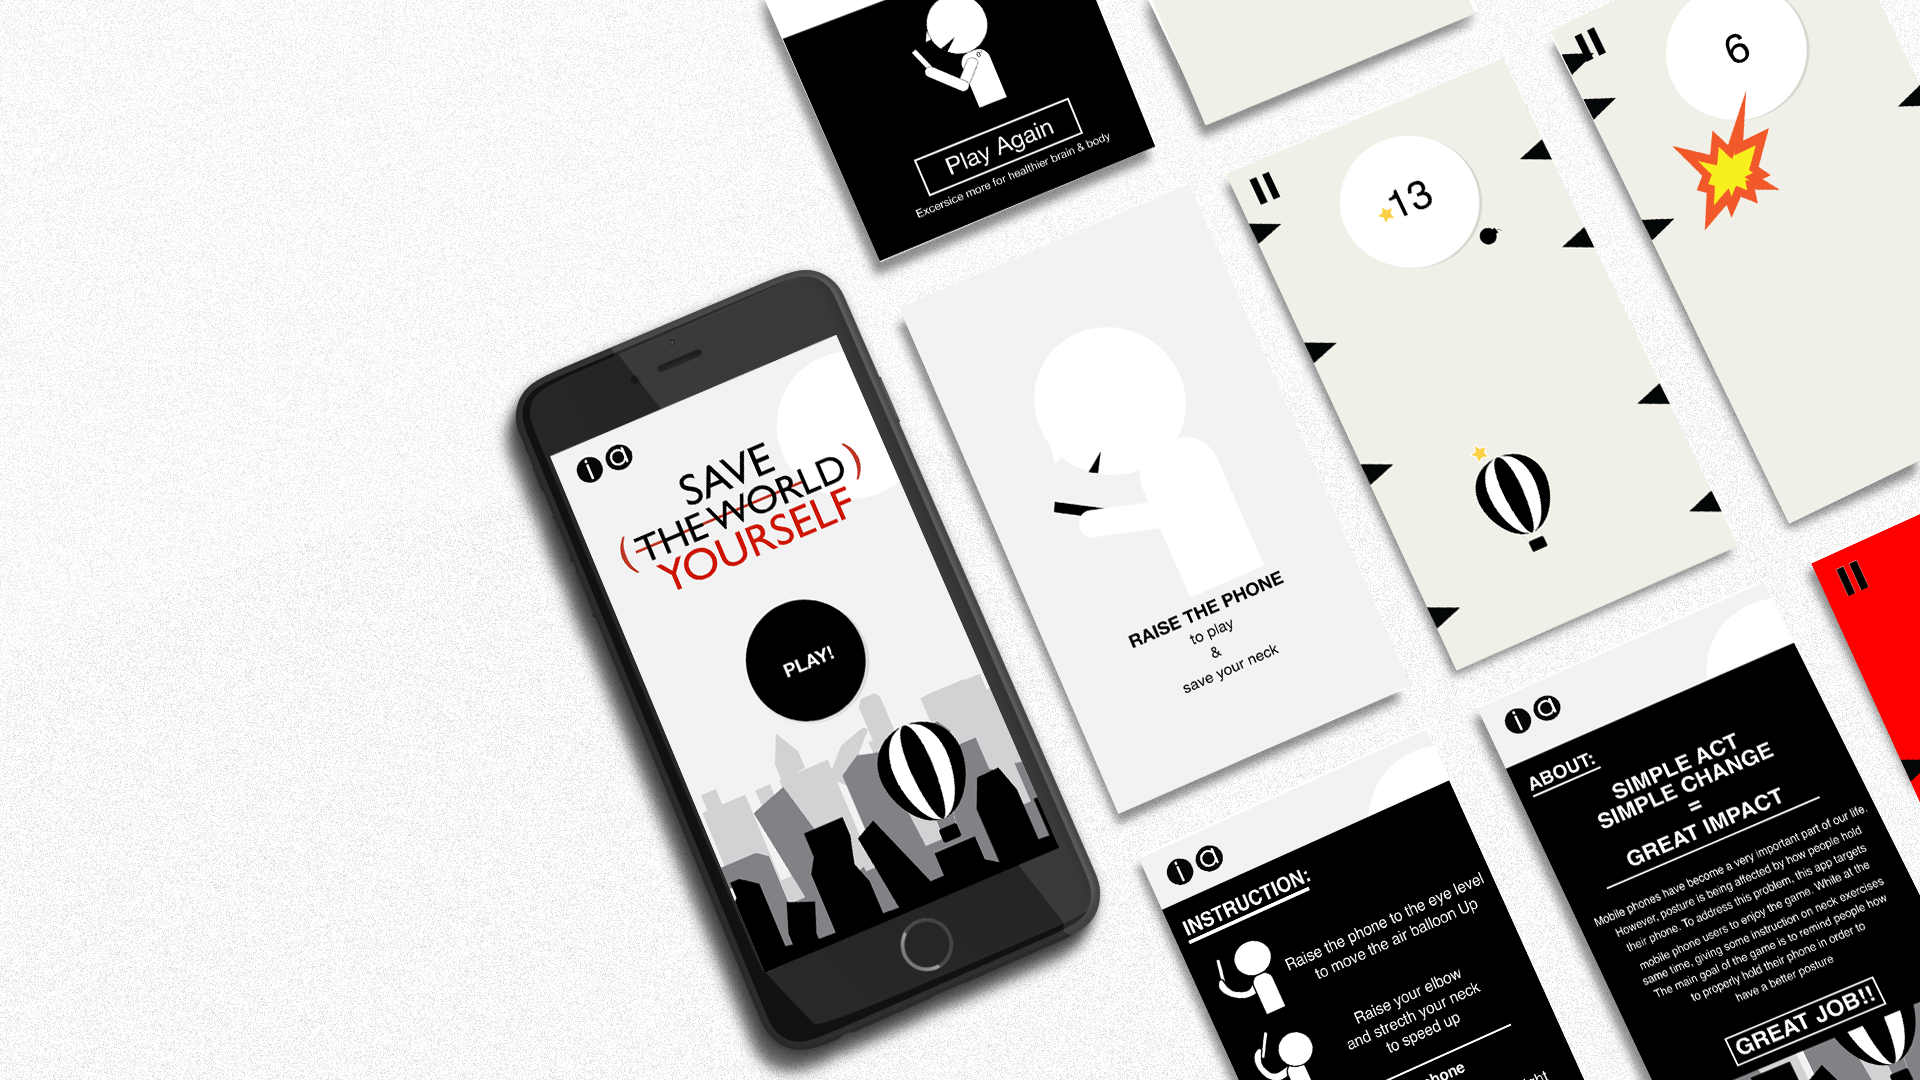 Play Again
Excersice more for healthier brain & body
6
13
i a
SAVE
(THE WORLD)
YOURSELF
PLAY!
RAISE THE PHONE
to play
&
save your neck
i a
INSTRUCTION:
Raise the phone to the eye level
to move the air balloon Up
Raise your elbow
and strecth your neck
to speed up
i a
ABOUT:
SIMPLE ACT
SIMPLE CHANGE
=
GREAT IMPACT
Mobile phones have become a very important part of our life.
However, posture is being affected by how people hold
their phone. To address this problem, this app targets
mobile phone users to enjoy the game. While at the
same time, giving some instruction on neck exercises
The main goal of the game is to remind people how
to properly hold their phone in order to
have a better posture
GREAT JOB!!